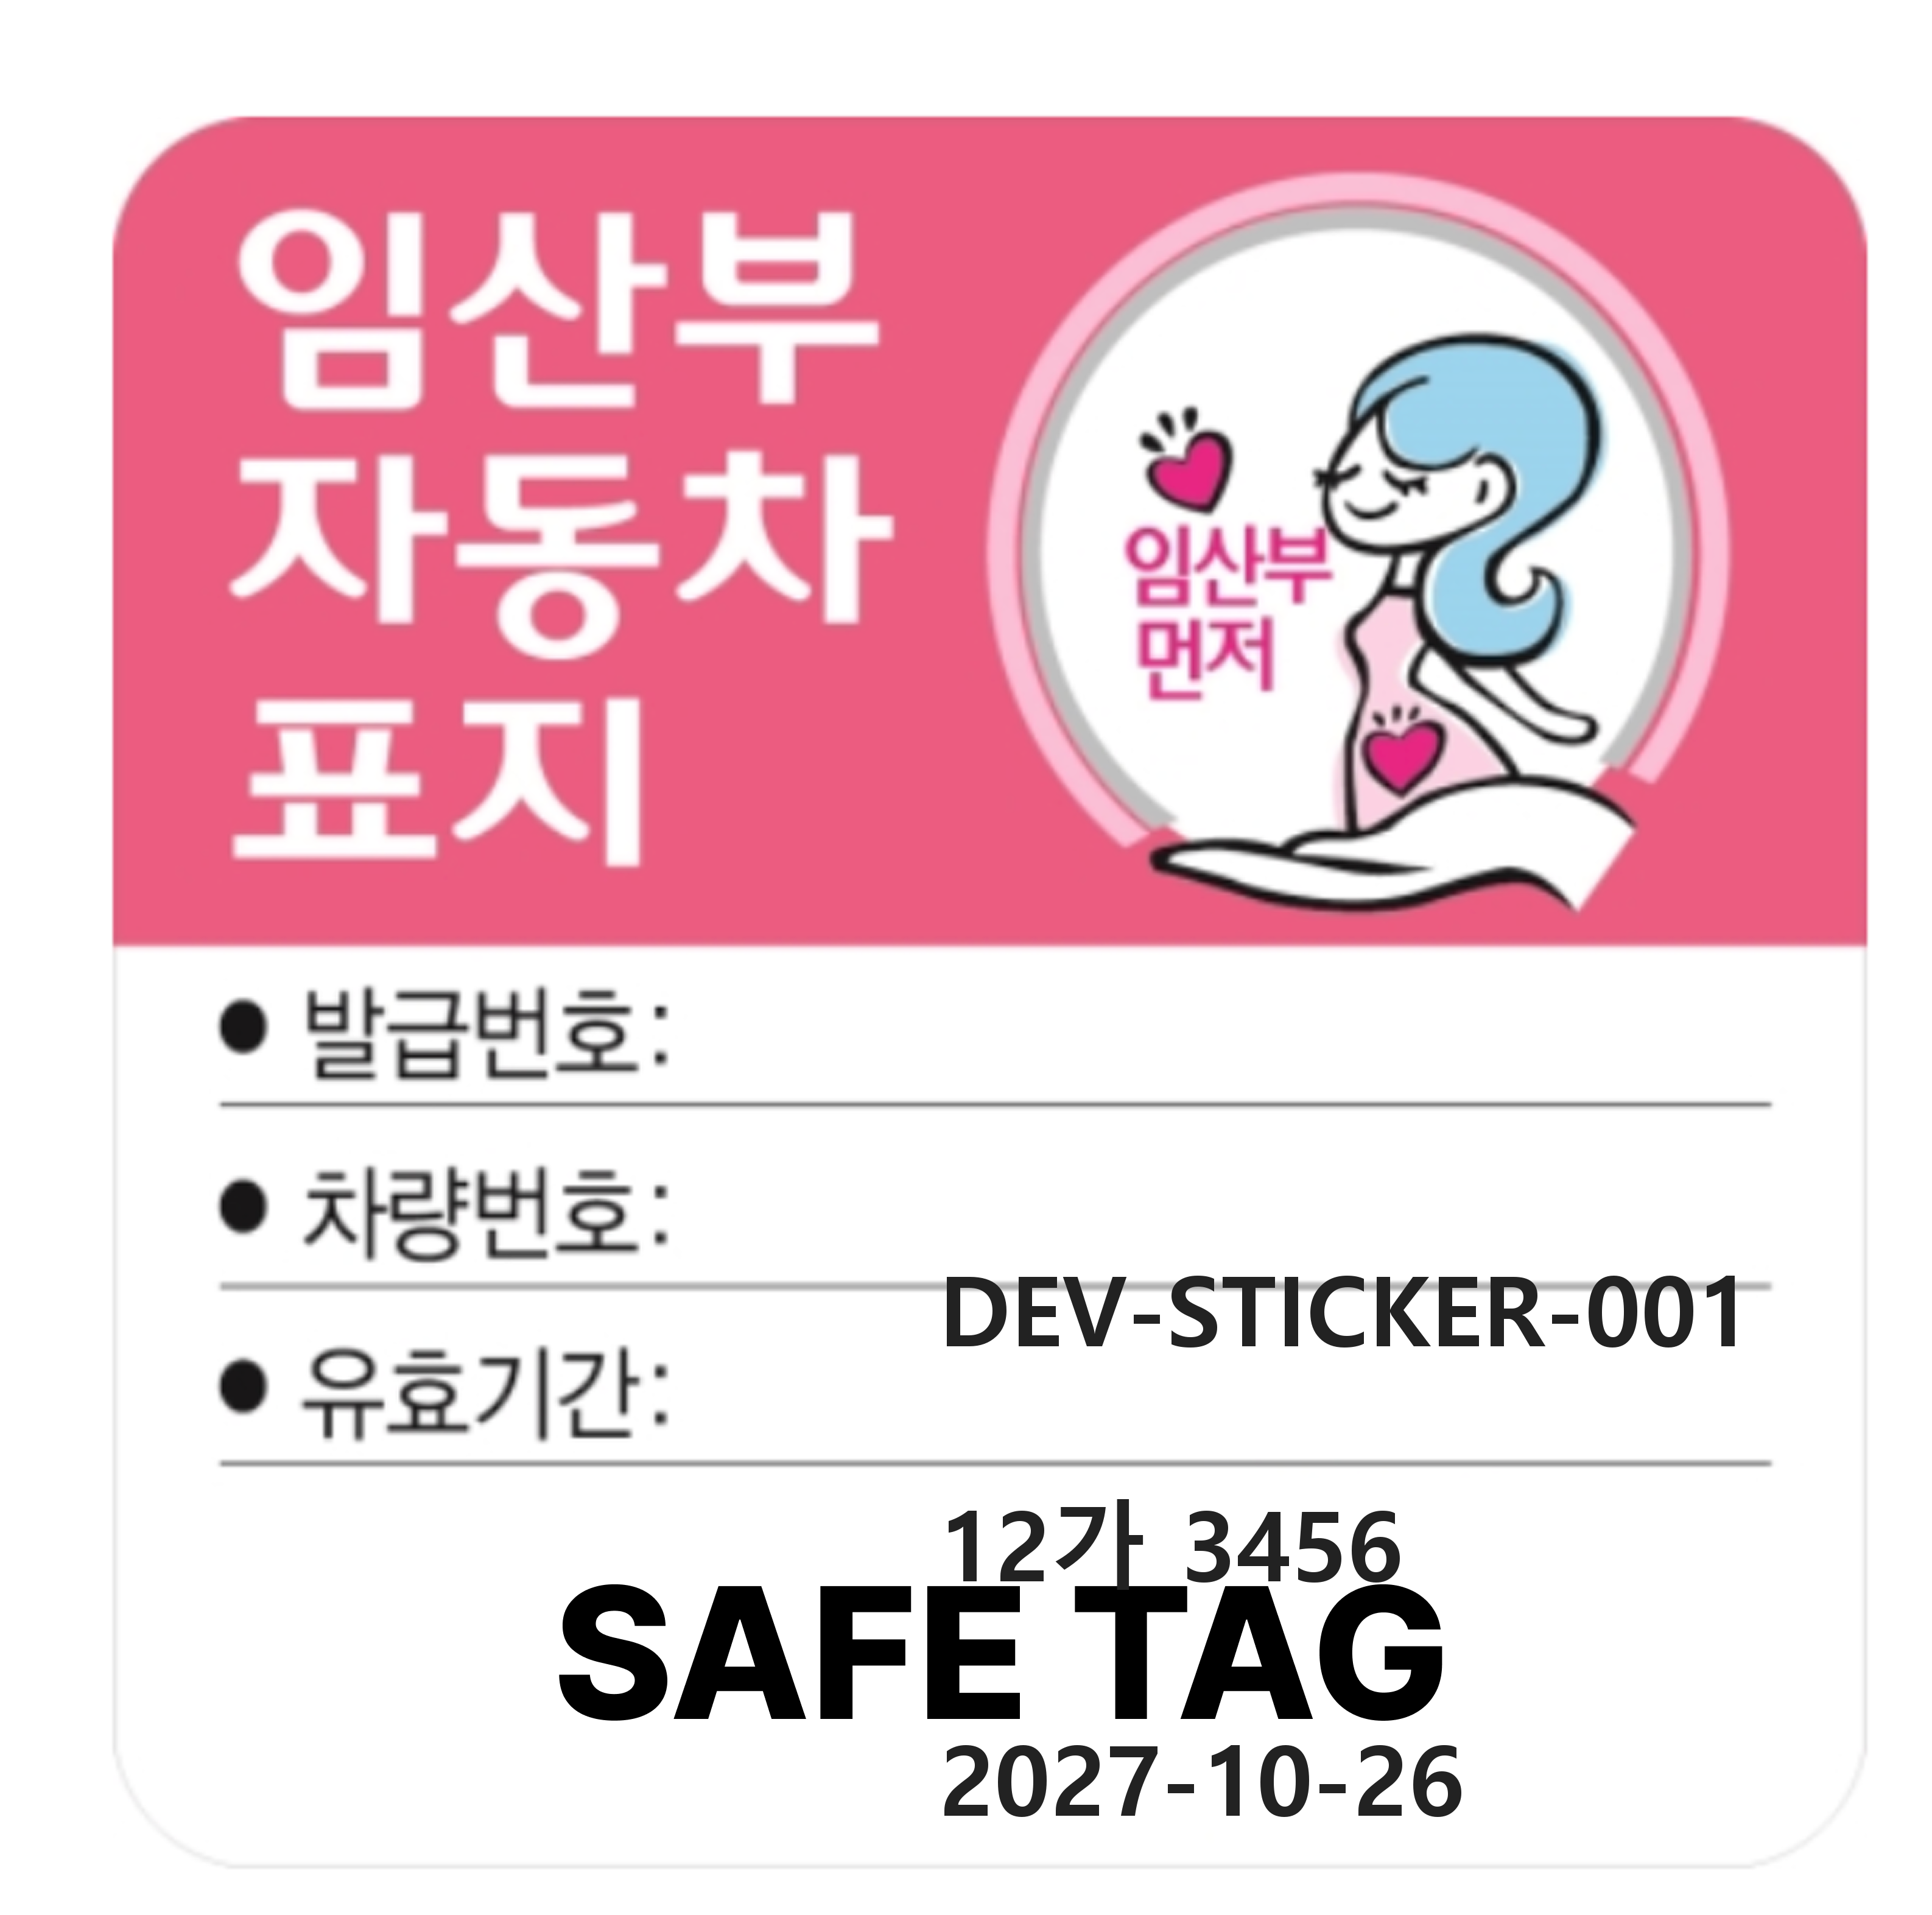 임산부
자동차
표지
임산부
먼저
발급번호:
차량번호:
DEV-STICKER-001
유효기간:
12가 3456
SAFE TAG
2027-10-26